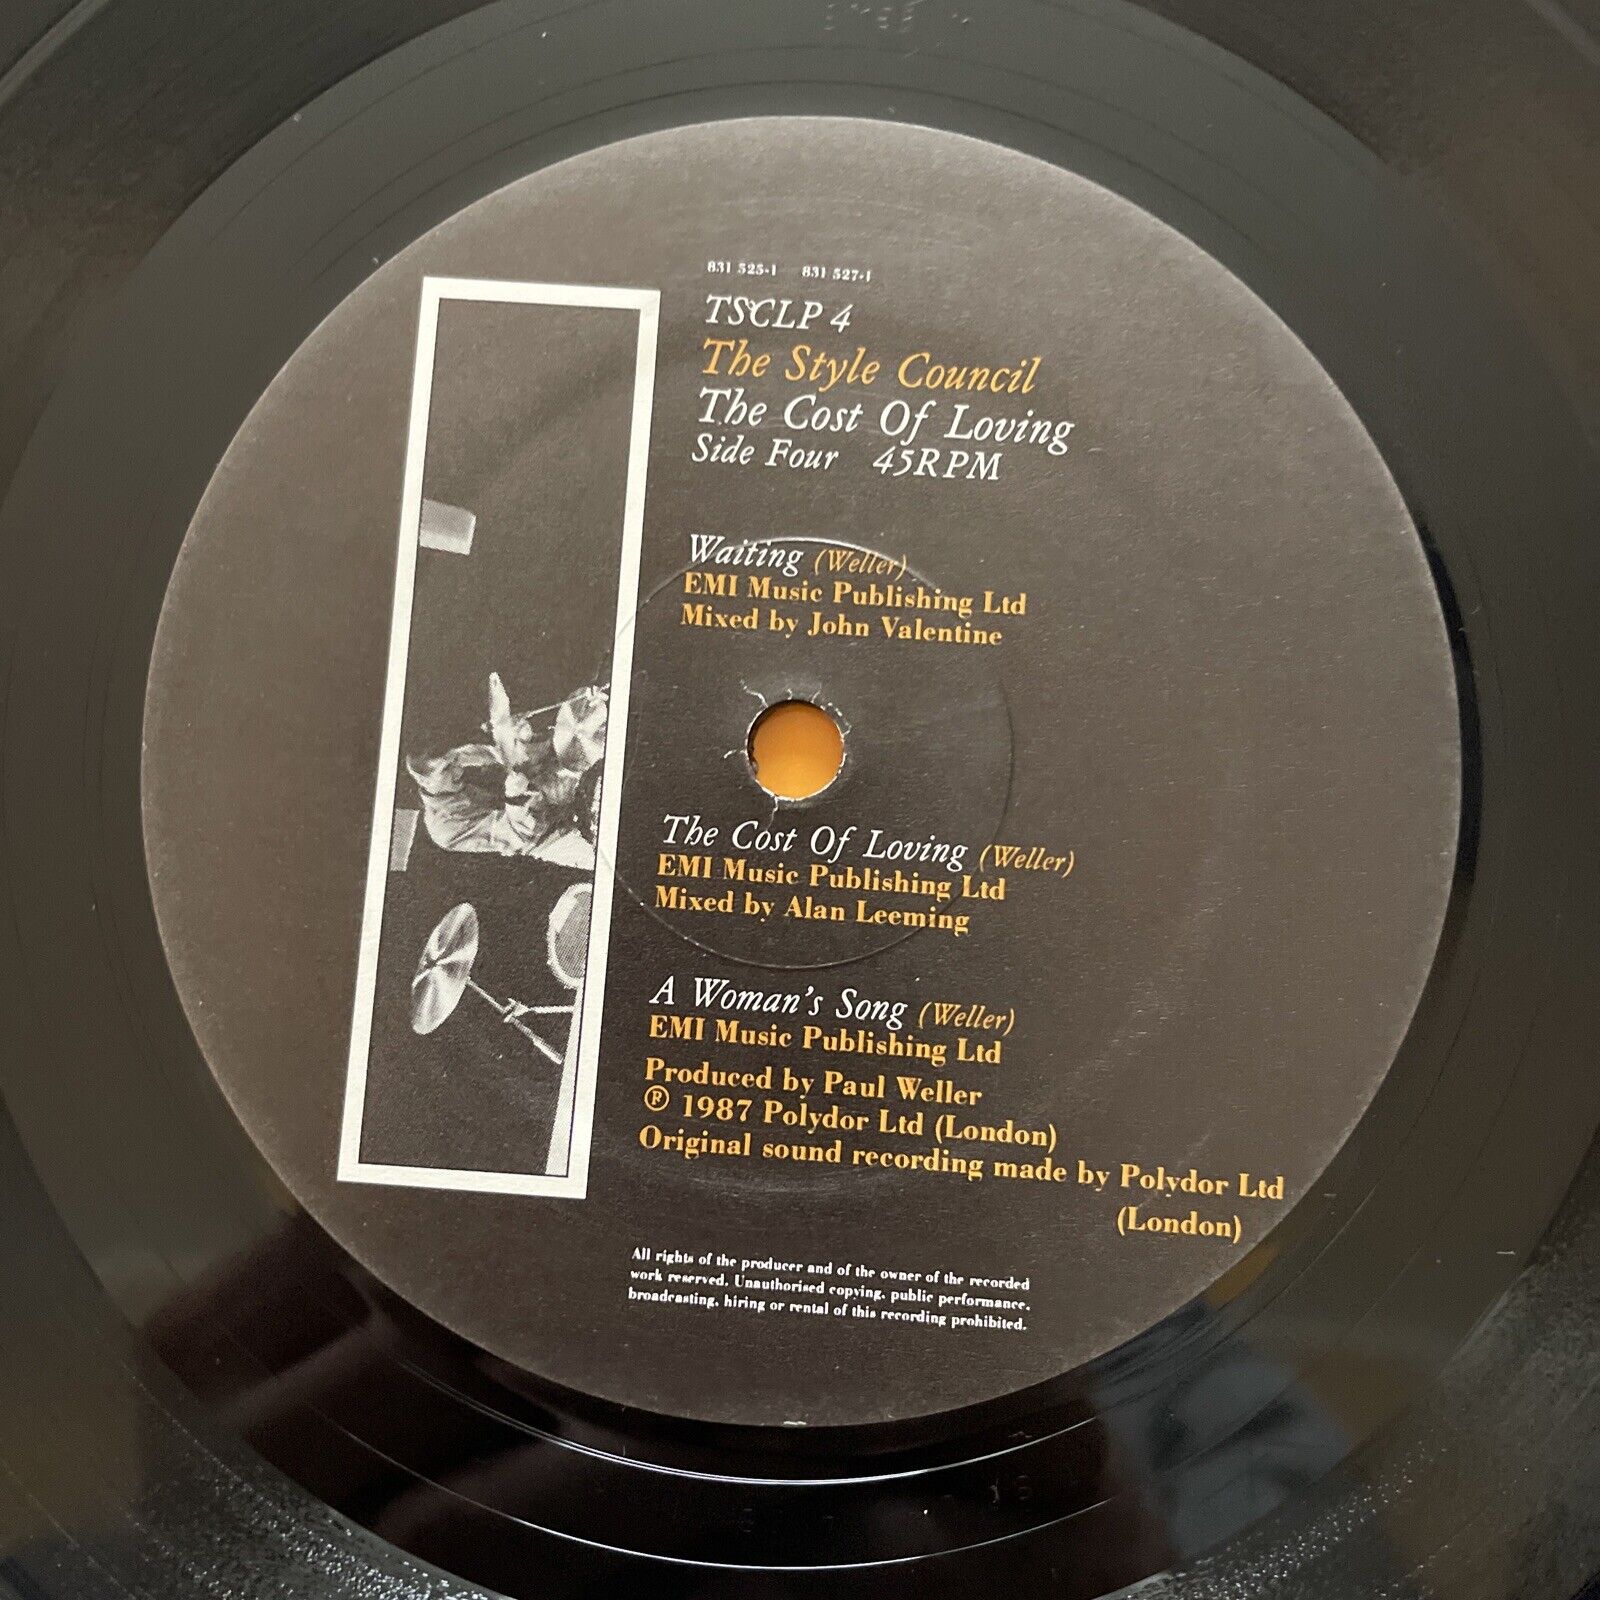 831 525-1 831 527-1
TSCLP 4
The Style Council
The Cost Of Loving
Side Four 45RPM
Waiting (Weller)
EMI Music Publishing Ltd
Mixed by John Valentine
The Cost Of Loving (Weller)
EMI Music Publishing Ltd
Mixed by Alan Leeming
A Woman's Song (Weller)
EMI Music Publishing Ltd
Produced by Paul Weller
Ⓟ 1987 Polydor Ltd (London)
Original sound recording made by Polydor Ltd
(London)
All rights of the producer and of the owner of the recorded
work reserved. Unauthorised copying, public performance,
broadcasting, hiring or rental of this recording prohibited.